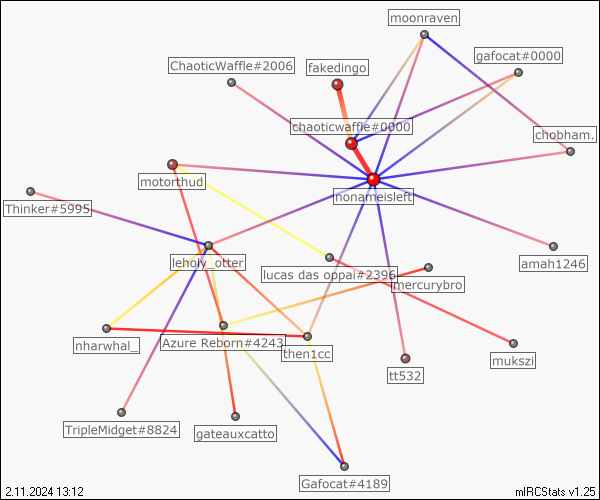 moonraven
gafocat#0000
ChaoticWaffle#2006
fakedingo
chaoticwaffle#0000
chobham.
motorthud
nonameisleft
Thinker#5995
leholy_otter
amah1246
lucas das oppai#2396
mercurybro
nharwhal_
Azure Reborn#4243
then1cc
mukszi
tt532
TripleMidget#8824
gateauxcatto
Gafocat#4189
2.11.2024 13:12
mIRCStats v1.25